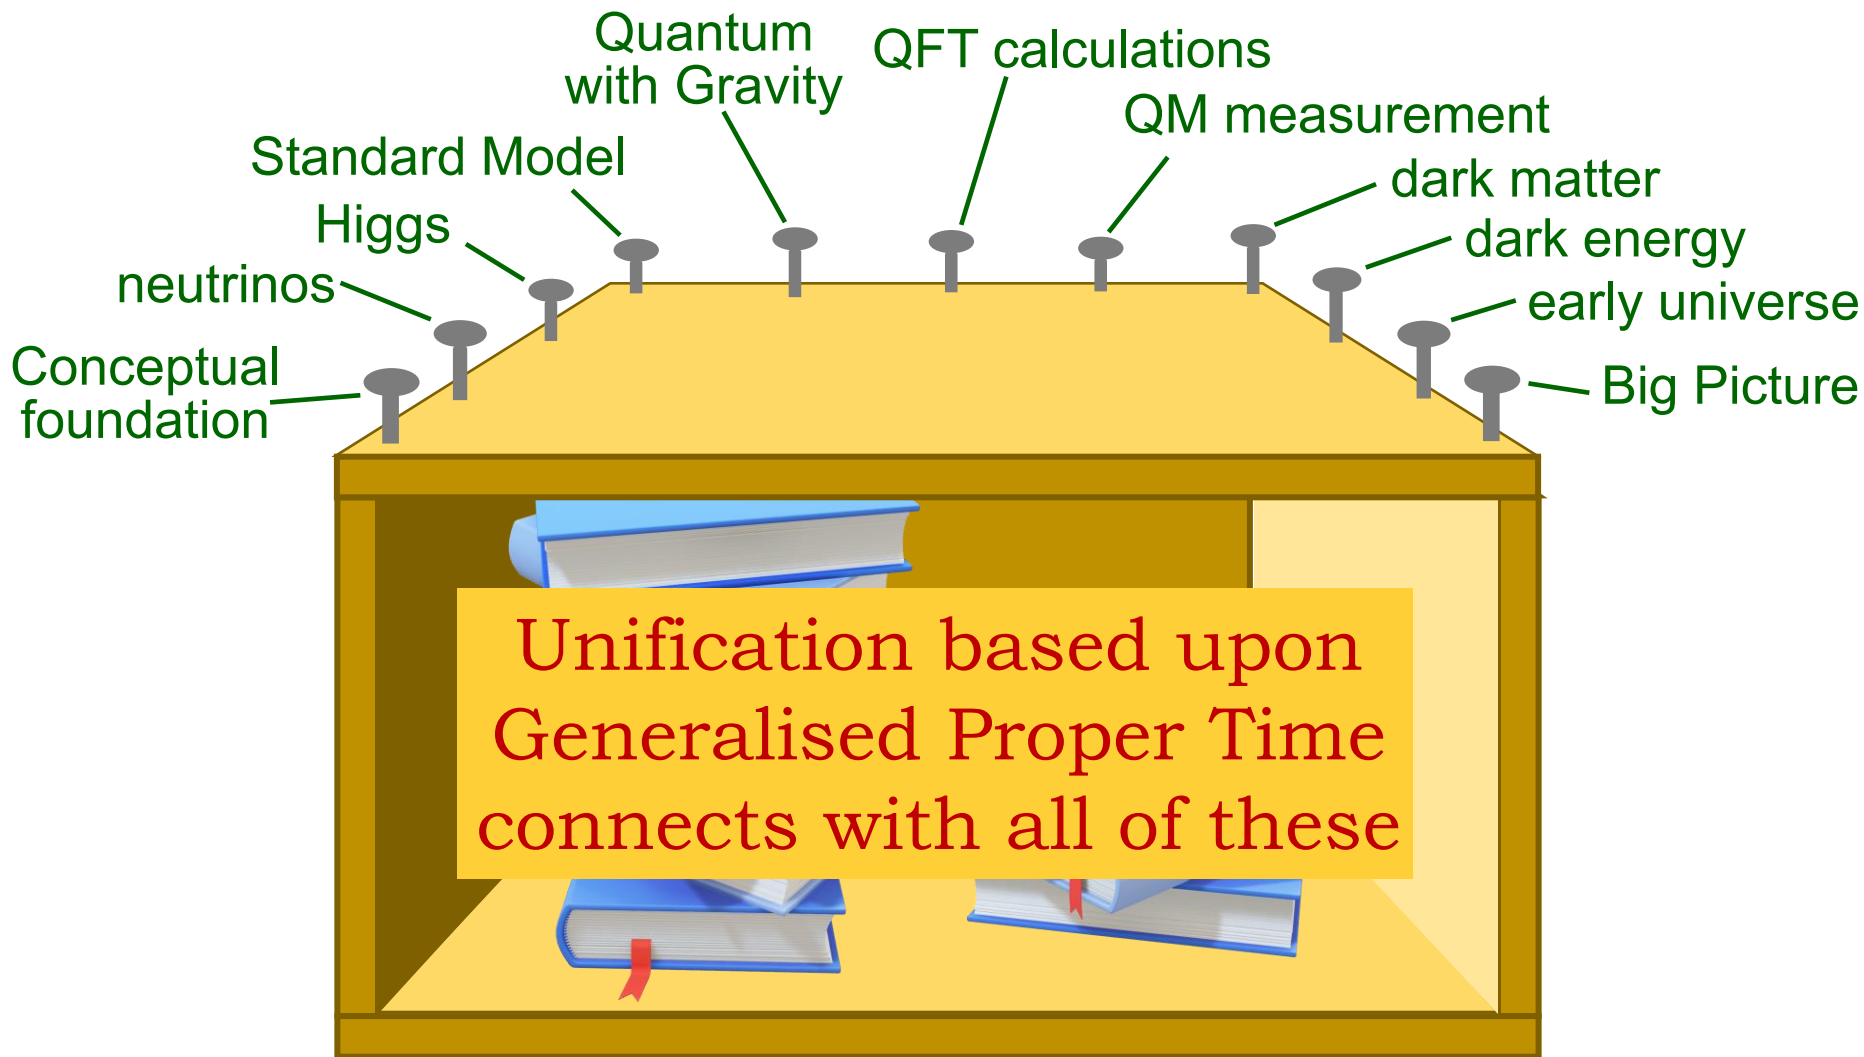 Quantum
with Gravity
QFT calculations
QM measurement
Standard Model
dark matter
Higgs
dark energy
neutrinos
early universe
Conceptual
foundation
Big Picture
Unification based upon
Generalised Proper Time
connects with all of these